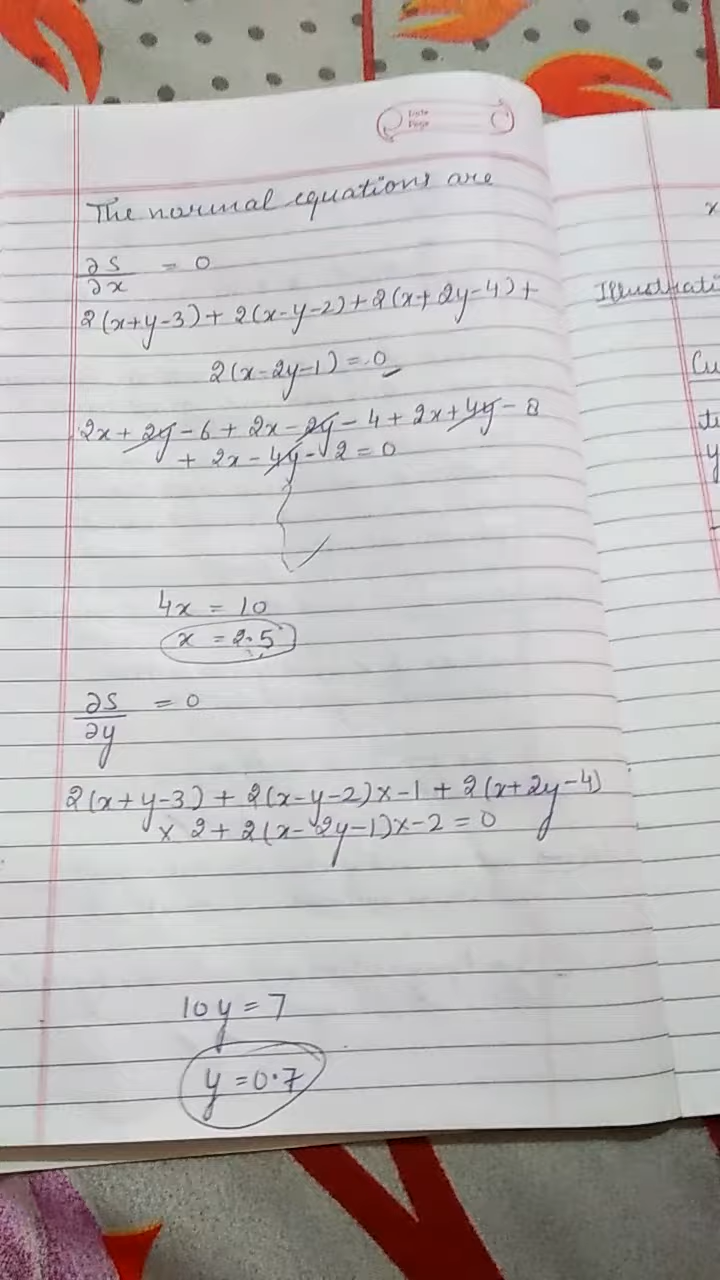 The normal equations are
∂S/∂x = 0
2(x+y-3) + 2(x-y-2) + 2(x+2y-4) +
2(x-2y-1) = 0
2x + 2y - 6 + 2x - 2y - 4 + 2x + 4y - 8
+ 2x - 4y - 2 = 0
4x = 10
x = 2.5
∂S/∂y = 0
2(x+y-3) + 2(x-y-2) x -1 + 2(x+2y-4)
x 2 + 2(x-2y-1) x -2 = 0
10y = 7
y = 0.7
x
Cu
y